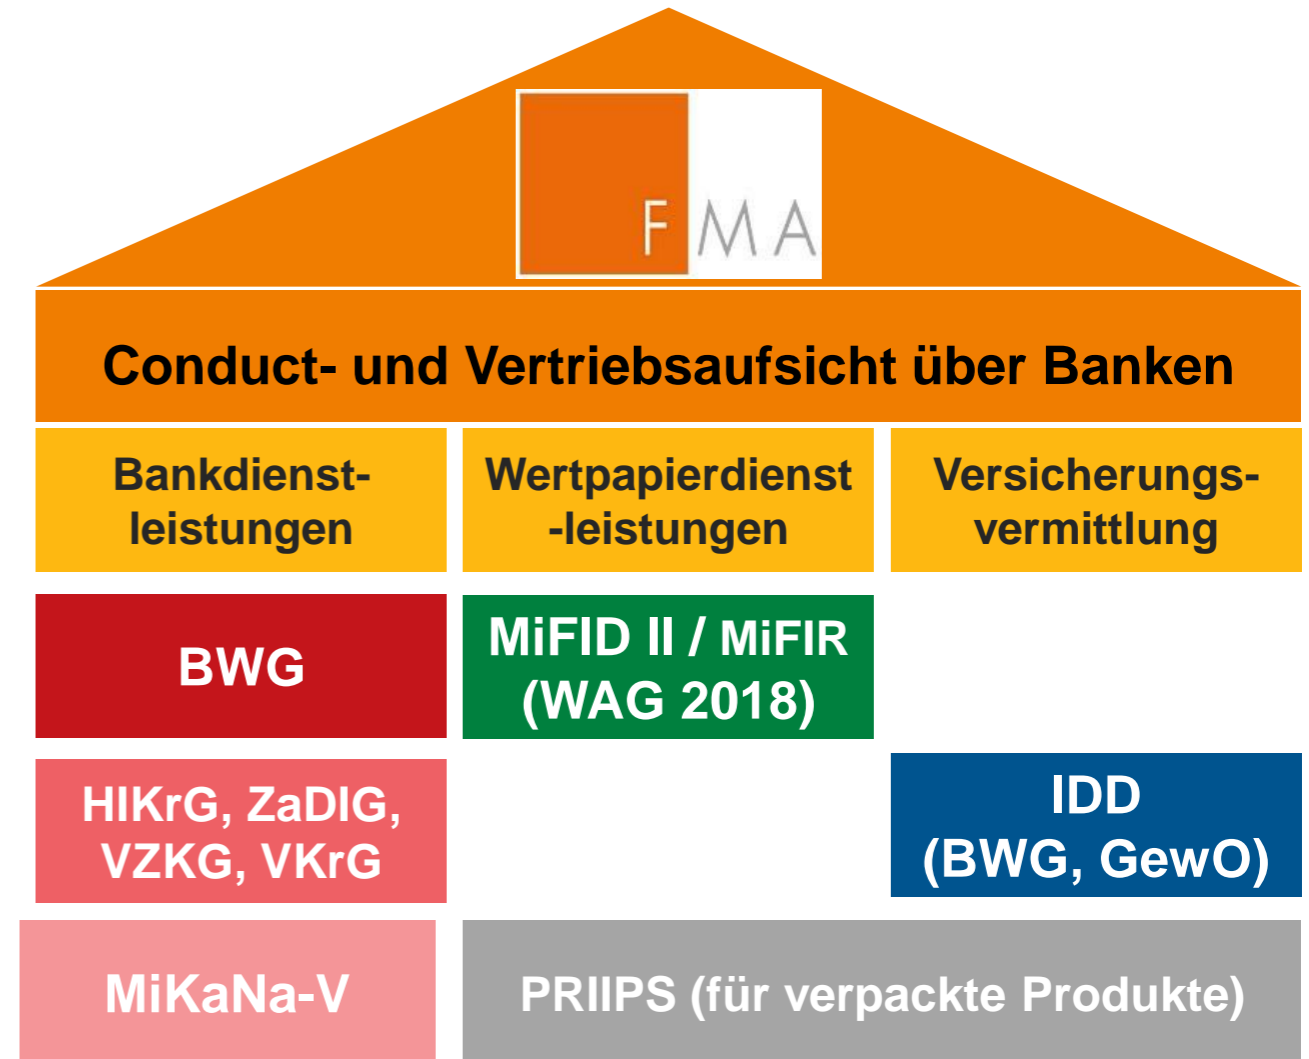 FMA
Conduct- und Vertriebsaufsicht über Banken
Bankdienst-
leistungen
Wertpapierdienst
-leistungen
Versicherungs-
vermittlung
BWG
MiFID II / MiFIR
(WAG 2018)
HIKrG, ZaDIG,
VZKG, VKrG
IDD
(BWG, GewO)
MiKaNa-V
PRIIPS (für verpackte Produkte)